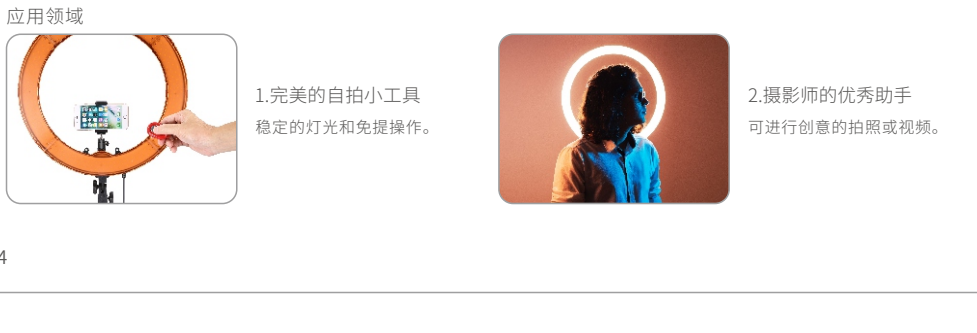 应用领域
1.完美的自拍小工具
稳定的灯光和免提操作。
2.摄影师的优秀助手
可进行创意的拍照或视频。
4